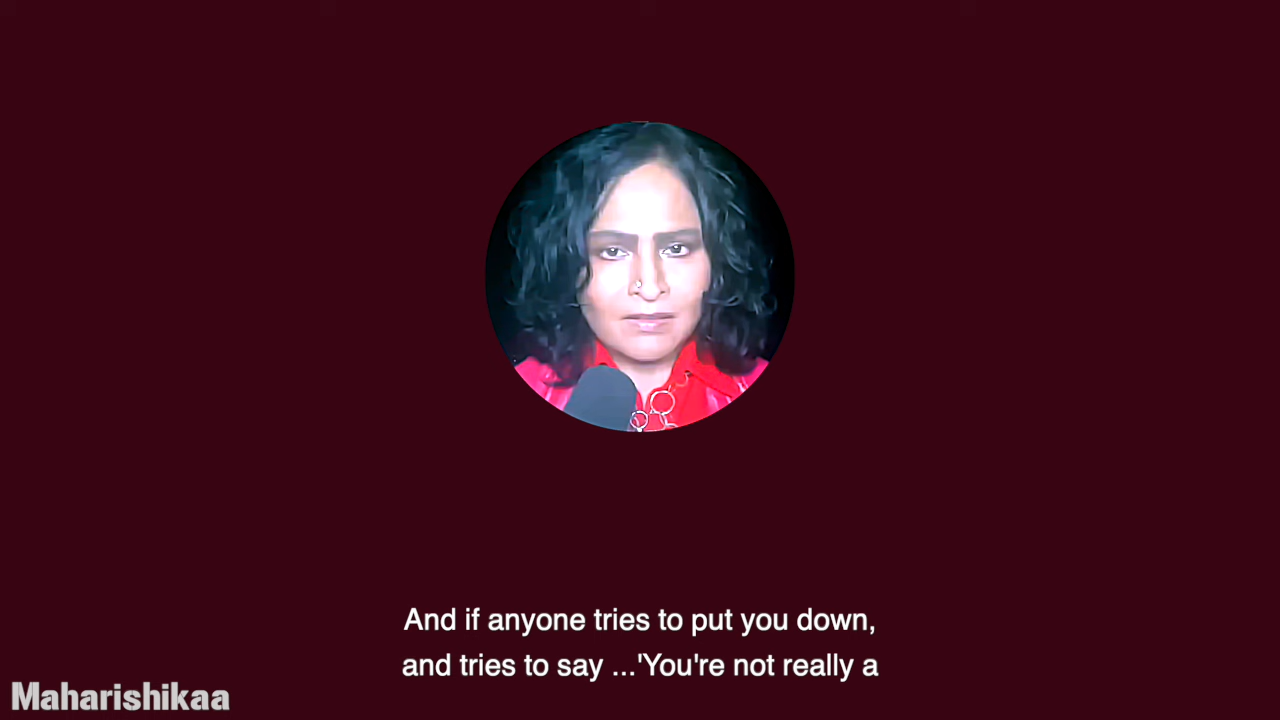 And if anyone tries to put you down,
and tries to say ...'You're not really a
Maharishikaa